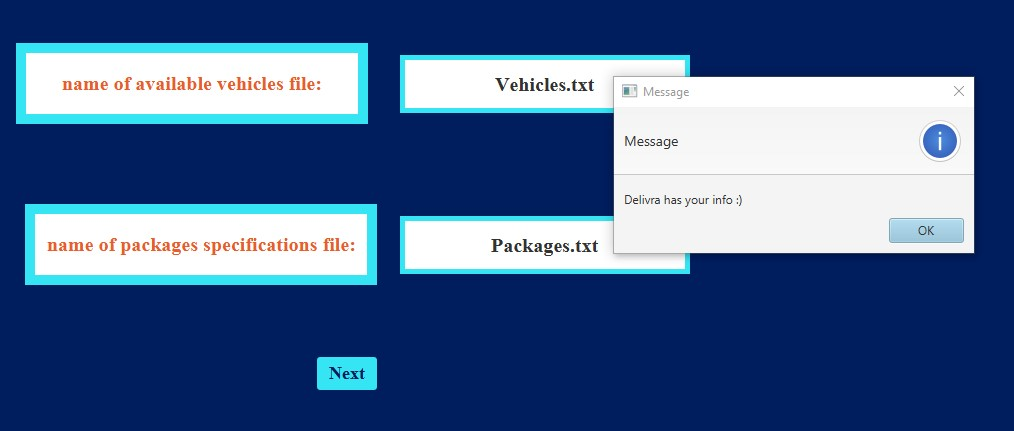 name of available vehicles file:
Vehicles.txt
Message
Message
i
Delivra has your info :)
OK
name of packages specifications file:
Packages.txt
Next